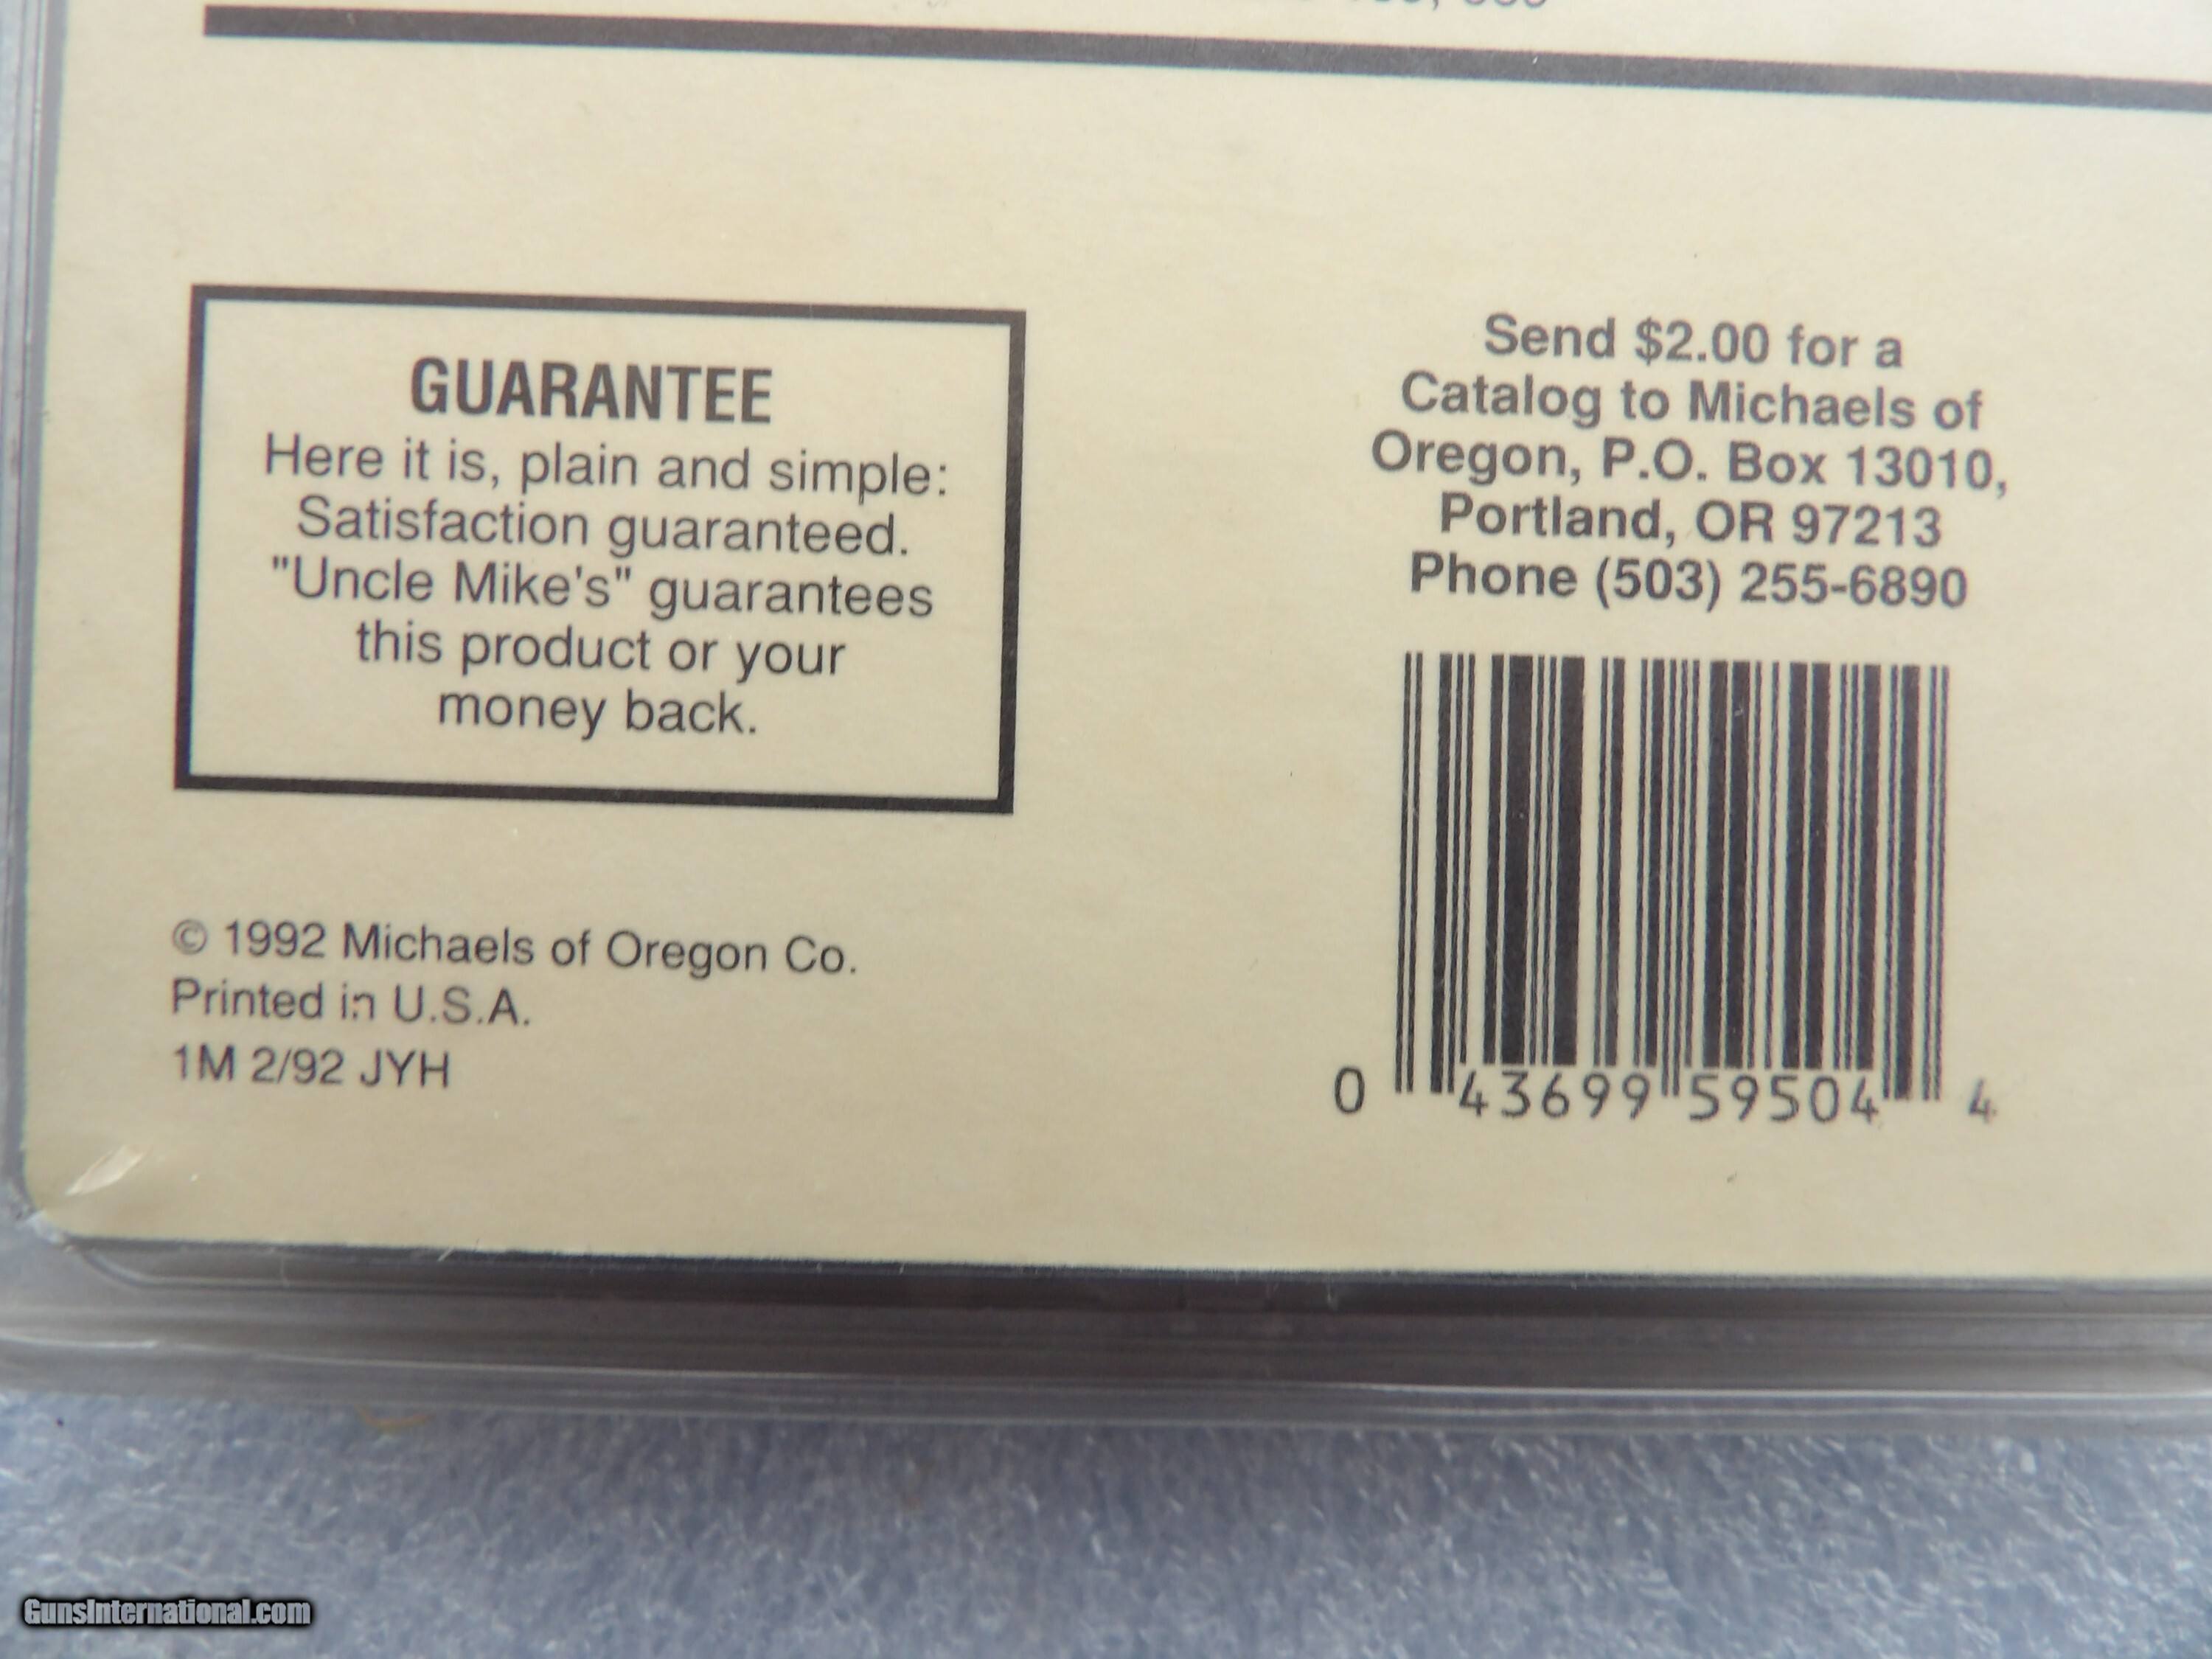 GUARANTEE
Here it is, plain and simple:
Satisfaction guaranteed.
"Uncle Mike's" guarantees
this product or your
money back.
© 1992 Michaels of Oregon Co.
Printed in U.S.A.
1M 2/92 JYH
Send $2.00 for a
Catalog to Michaels of
Oregon, P.O. Box 13010,
Portland, OR 97213
Phone (503) 255-6890
0 43699 59504 4
GunsInternational.com